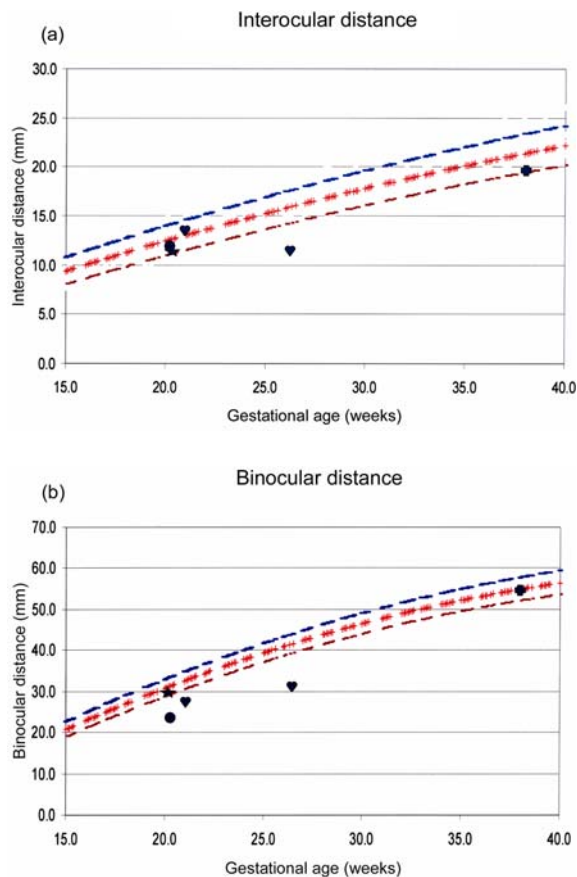 Interocular distance
(a)
30.0
25.0
20.0
15.0
10.0
5.0
0.0
Interocular distance (mm)
15.0 20.0 25.0 30.0 35.0 40.0
Gestational age (weeks)
Binocular distance
(b)
70.0
60.0
50.0
40.0
30.0
20.0
10.0
0.0
Binocular distance (mm)
15.0 20.0 25.0 30.0 35.0 40.0
Gestational age (weeks)